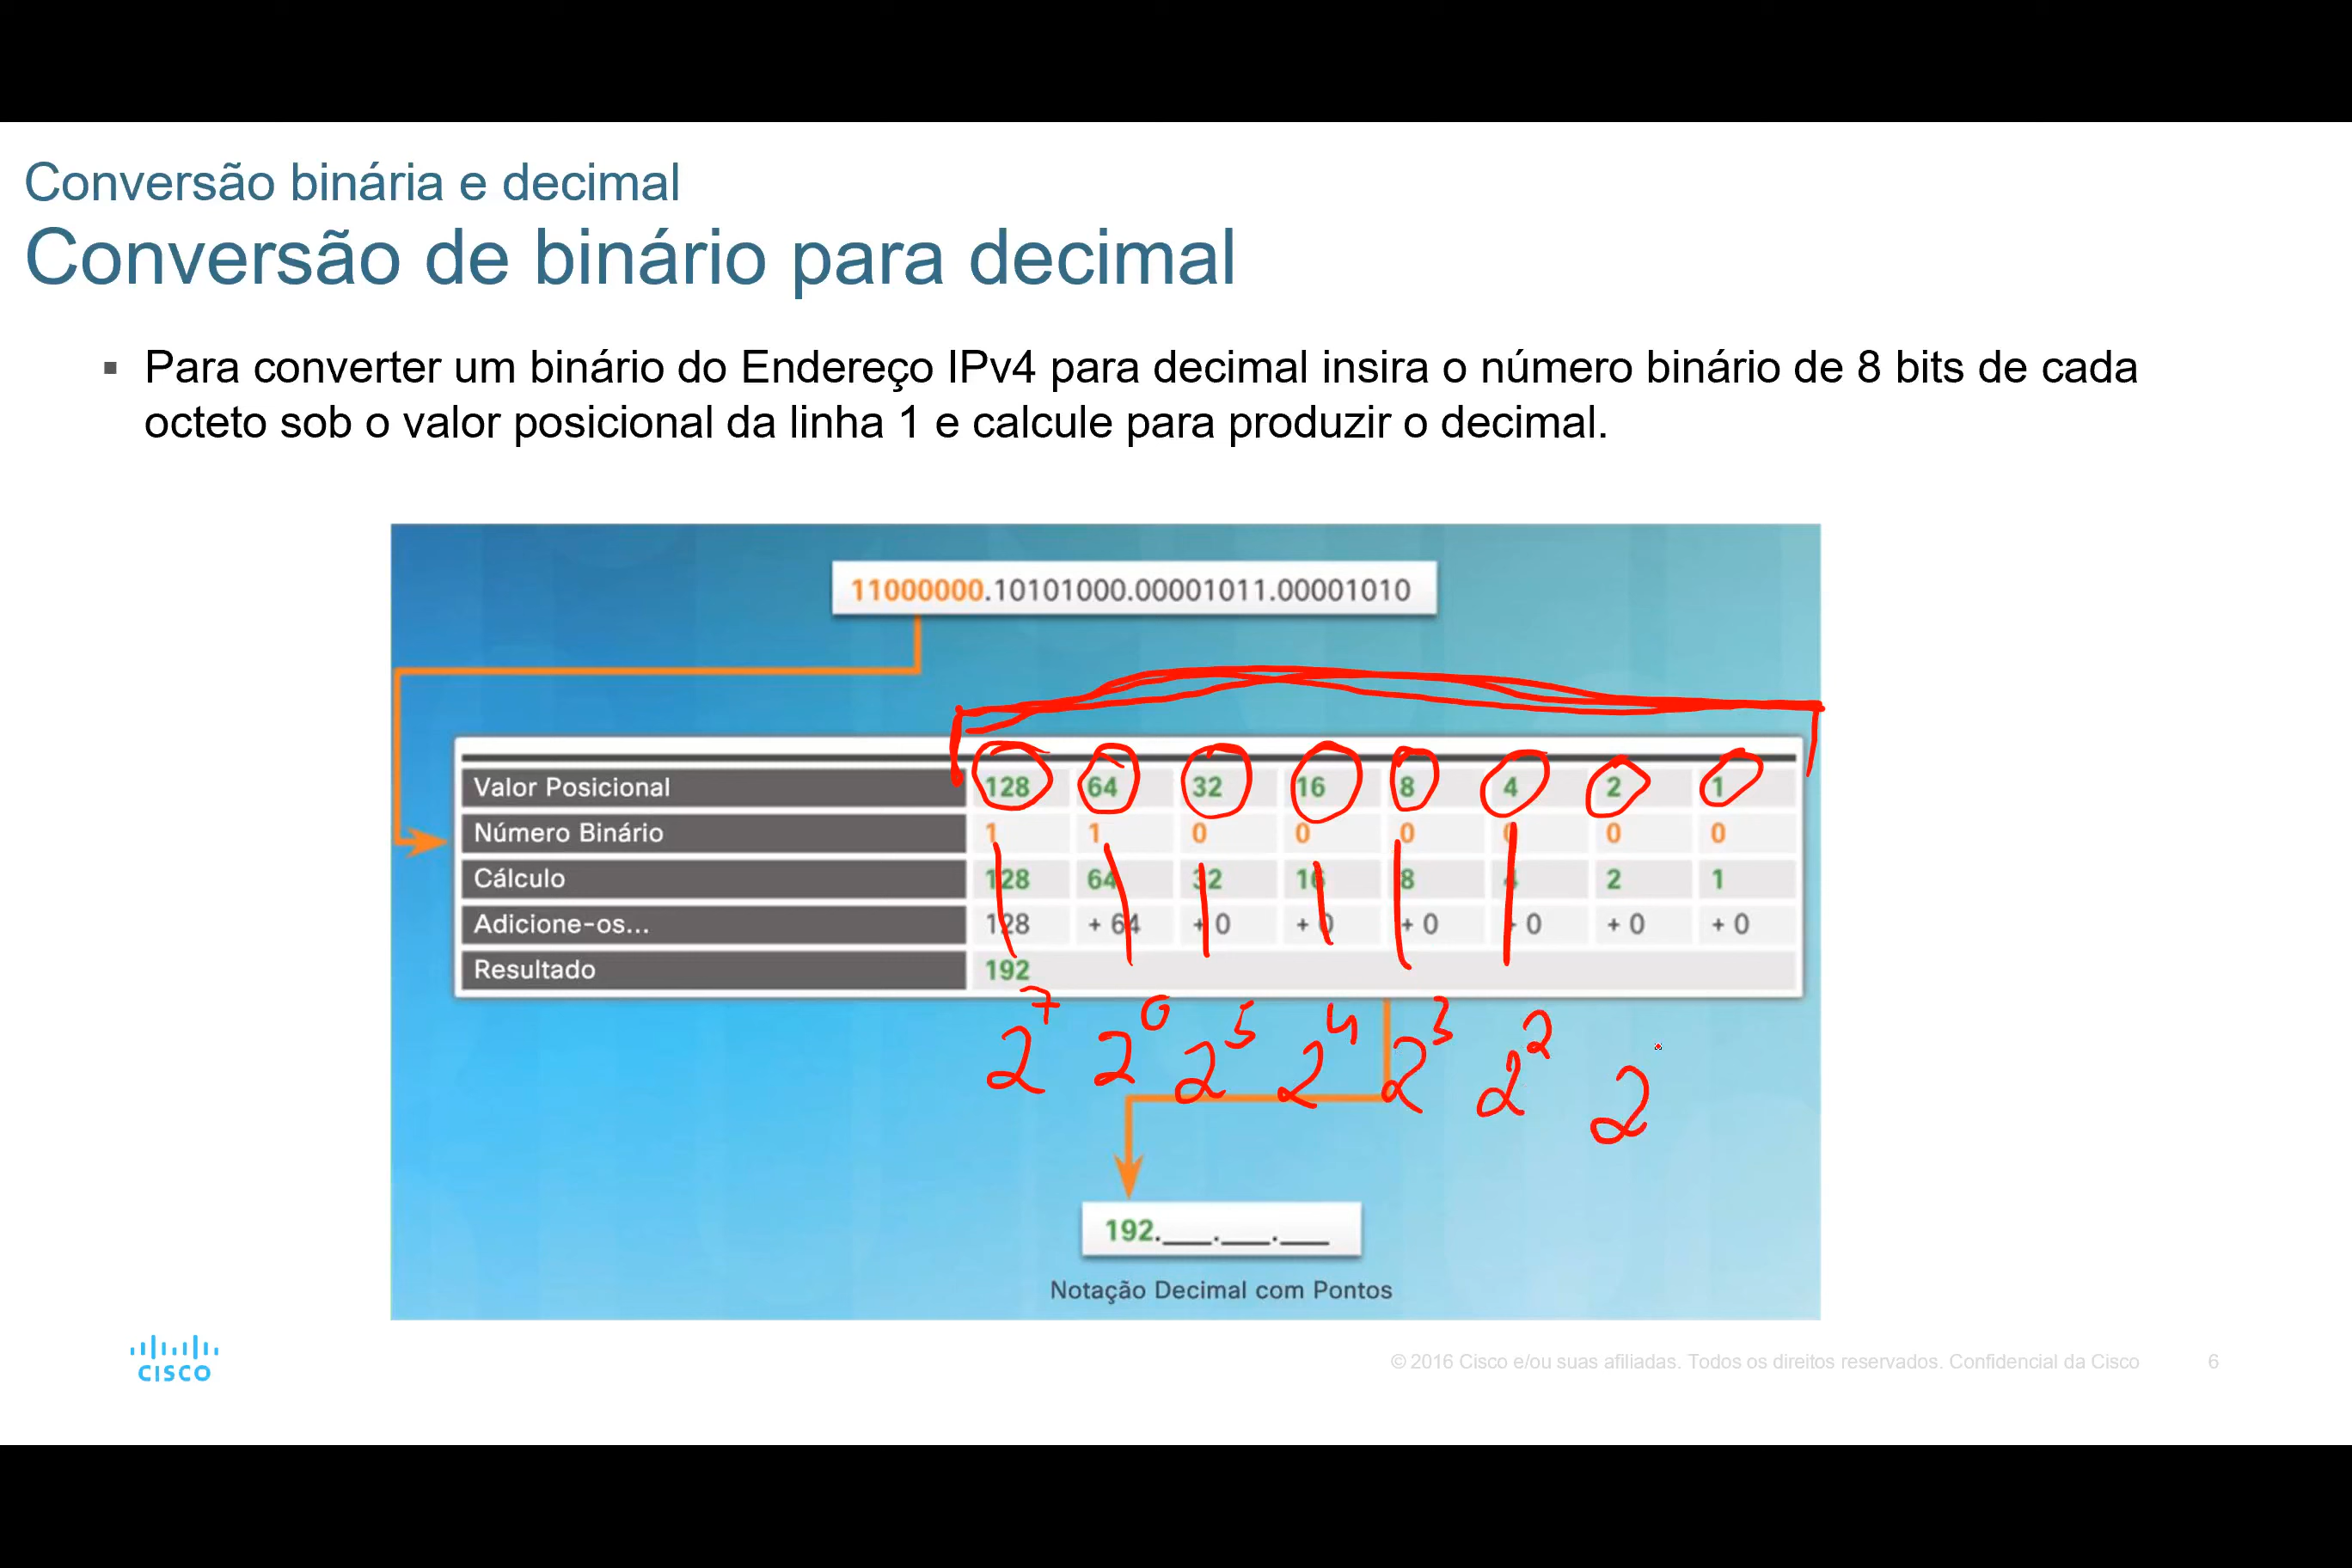 Conversão binária e decimal
Conversão de binário para decimal
▪ Para converter um binário do Endereço IPv4 para decimal insira o número binário de 8 bits de cada
octeto sob o valor posicional da linha 1 e calcule para produzir o decimal.
11000000.10101000.00001011.00001010
Valor Posicional 128 64 32 16 8 4 2 1
Número Binário 1 1 0 0 0 0 0 0
Cálculo 128 64 32 16 8 4 2 1
Adicione-os... 128 + 64 + 0 + 0 + 0 + 0 + 0 + 0
Resultado 192
2⁷ 2⁶ 2⁵ 2⁴ 2³ 2² 2
192.___.___.___
Notação Decimal com Pontos
CISCO
© 2016 Cisco e/ou suas afiliadas. Todos os direitos reservados. Confidencial da Cisco 6